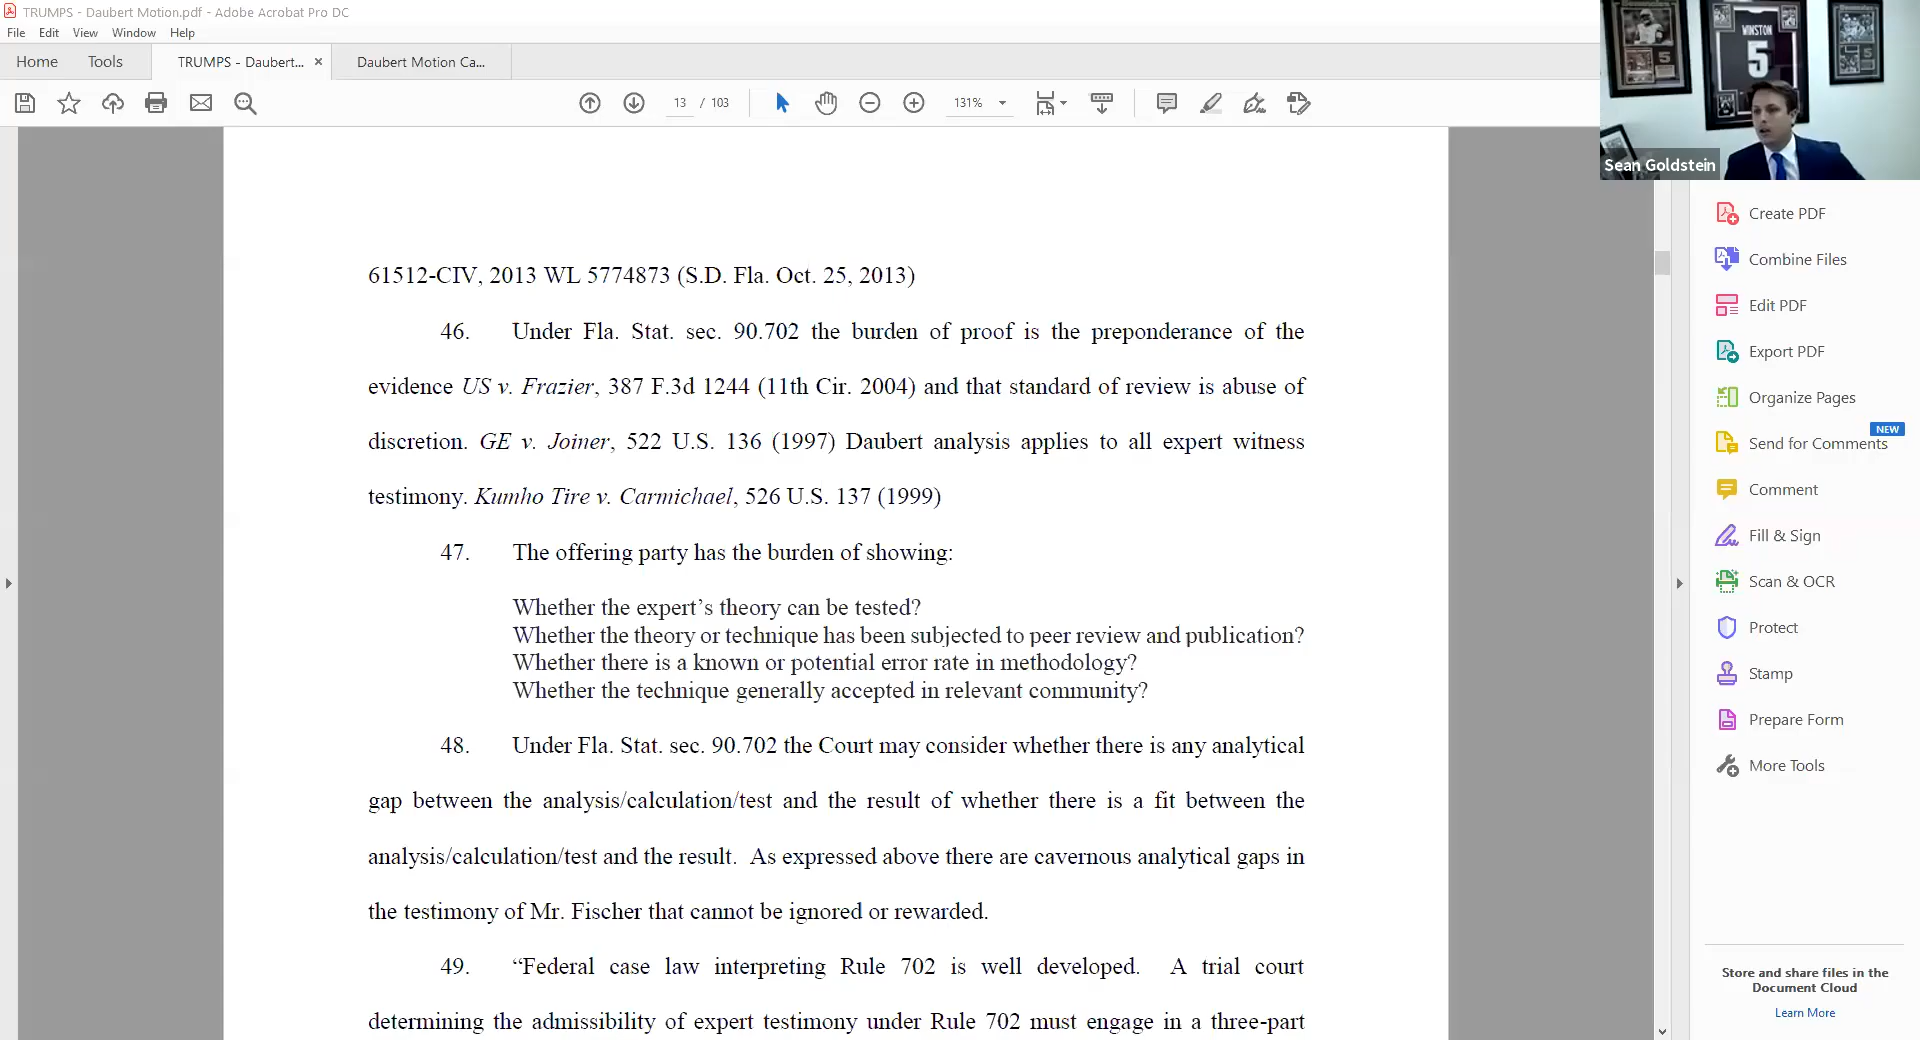 TRUMPS - Daubert Motion.pdf - Adobe Acrobat Pro DC
File Edit View Window Help
Home Tools TRUMPS - Daubert... × Daubert Motion Ca...
13 / 103 131%
WINSTON
5
5
Sean Goldstein
61512-CIV, 2013 WL 5774873 (S.D. Fla. Oct. 25, 2013)
46. Under Fla. Stat. sec. 90.702 the burden of proof is the preponderance of the
evidence US v. Frazier, 387 F.3d 1244 (11th Cir. 2004) and that standard of review is abuse of
discretion. GE v. Joiner, 522 U.S. 136 (1997) Daubert analysis applies to all expert witness
testimony. Kumho Tire v. Carmichael, 526 U.S. 137 (1999)
47. The offering party has the burden of showing:
Whether the expert’s theory can be tested?
Whether the theory or technique has been subjected to peer review and publication?
Whether there is a known or potential error rate in methodology?
Whether the technique generally accepted in relevant community?
48. Under Fla. Stat. sec. 90.702 the Court may consider whether there is any analytical
gap between the analysis/calculation/test and the result of whether there is a fit between the
analysis/calculation/test and the result. As expressed above there are cavernous analytical gaps in
the testimony of Mr. Fischer that cannot be ignored or rewarded.
49. “Federal case law interpreting Rule 702 is well developed. A trial court
determining the admissibility of expert testimony under Rule 702 must engage in a three-part
Create PDF
Combine Files
Edit PDF
Export PDF
Organize Pages
NEW
Send for Comments
Comment
Fill & Sign
Scan & OCR
Protect
Stamp
Prepare Form
More Tools
Store and share files in the
Document Cloud
Learn More